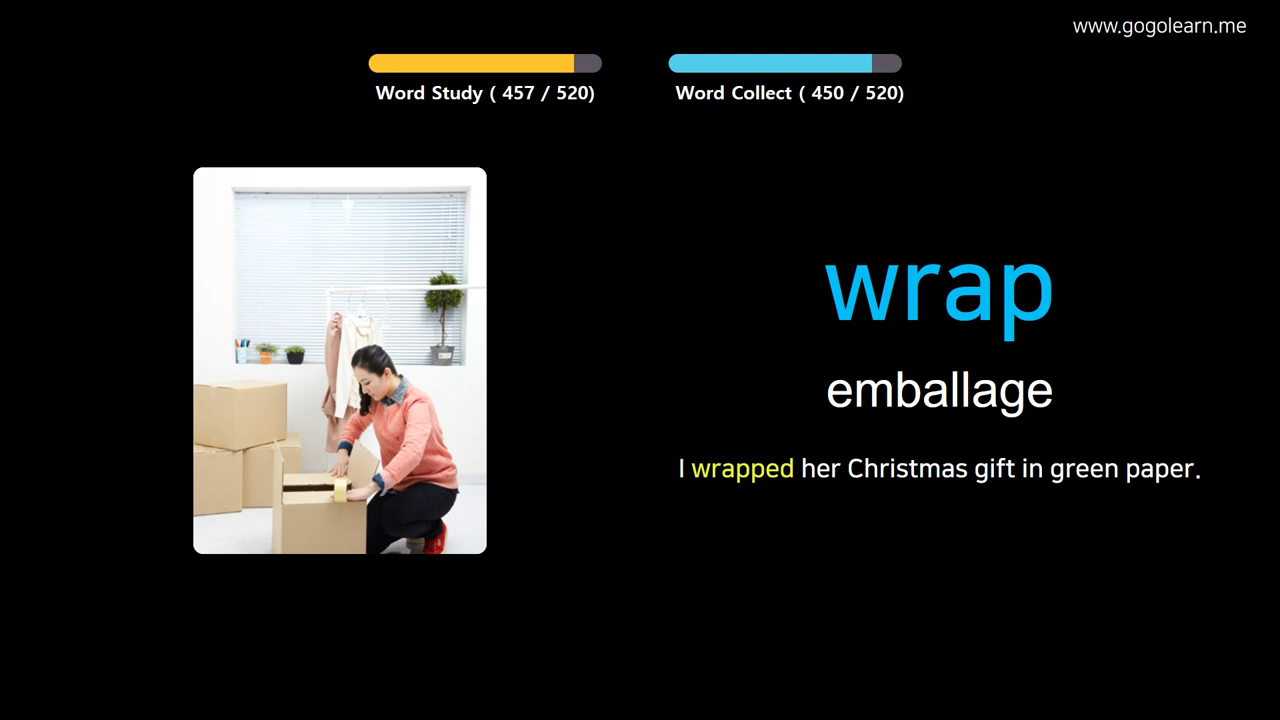 www.gogolearn.me
Word Study ( 457 / 520)
Word Collect ( 450 / 520)
wrap
emballage
I wrapped her Christmas gift in green paper.